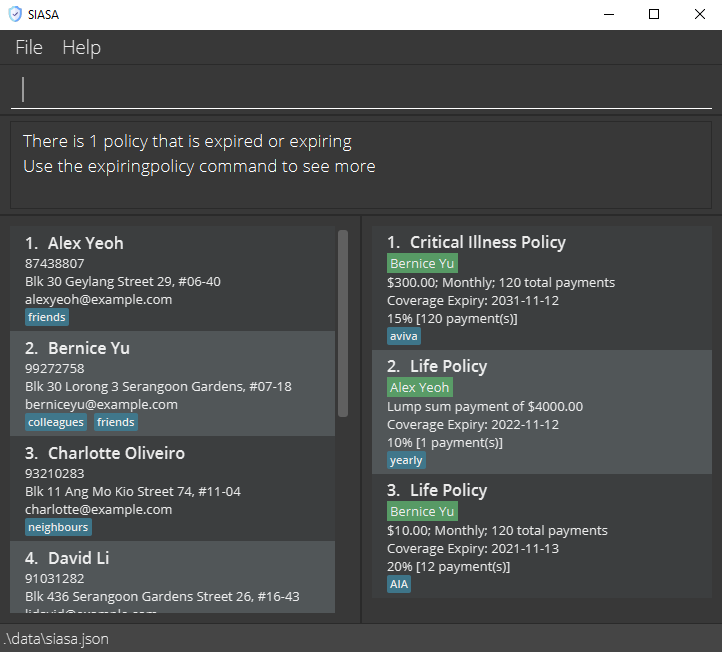 SIASA
File Help
There is 1 policy that is expired or expiring
Use the expiringpolicy command to see more
1. Alex Yeoh
87438807
Blk 30 Geylang Street 29, #06-40
alexyeoh@example.com
friends
2. Bernice Yu
99272758
Blk 30 Lorong 3 Serangoon Gardens, #07-18
berniceyu@example.com
colleagues friends
3. Charlotte Oliveiro
93210283
Blk 11 Ang Mo Kio Street 74, #11-04
charlotte@example.com
neighbours
4. David Li
91031282
Blk 436 Serangoon Gardens Street 26, #16-43
lidavid@example.com
1. Critical Illness Policy
Bernice Yu
$300.00; Monthly; 120 total payments
Coverage Expiry: 2031-11-12
15% [120 payment(s)]
aviva
2. Life Policy
Alex Yeoh
Lump sum payment of $4000.00
Coverage Expiry: 2022-11-12
10% [1 payment(s)]
yearly
3. Life Policy
Bernice Yu
$10.00; Monthly; 120 total payments
Coverage Expiry: 2021-11-13
20% [12 payment(s)]
AIA
.\data\siasa.json